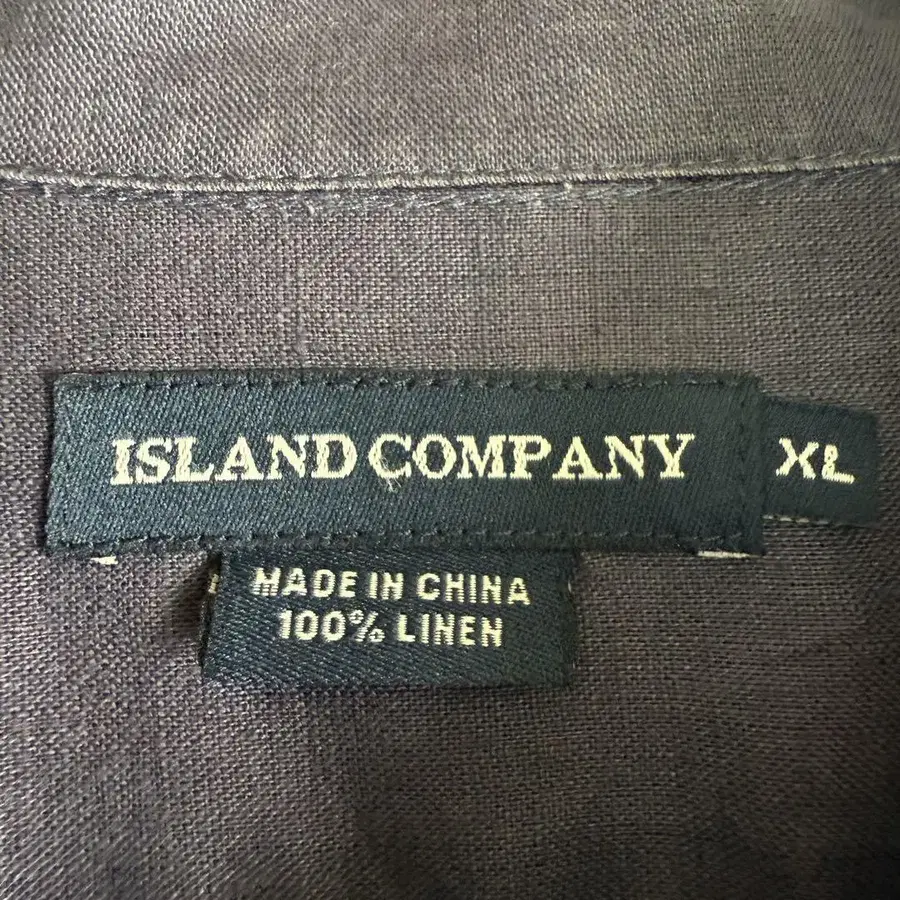 ISLAND COMPANY
XL
MADE IN CHINA
100% LINEN